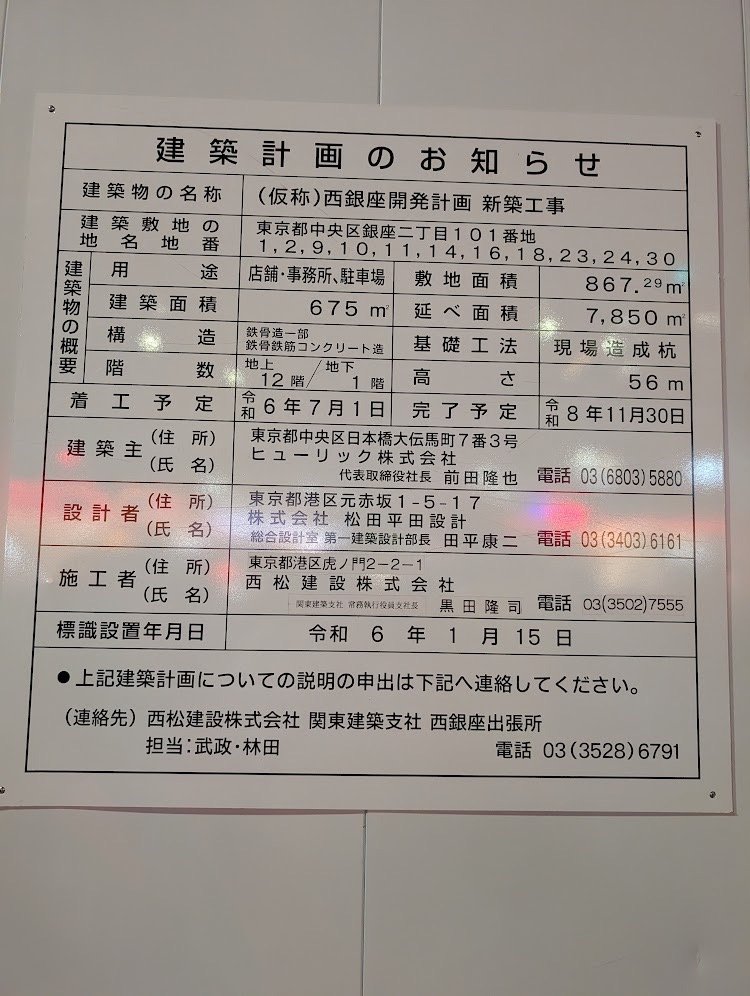 建築計画のお知らせ
建築物の名称 (仮称)西銀座開発計画 新築工事
建築敷地の地名地番 東京都中央区銀座二丁目101番地
1,2,9,10,11,14,16,18,23,24,30
建築物の概要
用途 店舗・事務所、駐車場 敷地面積 867.29㎡
建築面積 675㎡ 延べ面積 7,850㎡
構造 鉄骨造一部
鉄骨鉄筋コンクリート造 基礎工法 現場造成杭
階数 地上12階/地下1階 高さ 56m
着工予定 令和6年7月1日 完了予定 令和8年11月30日
建築主 (住所) 東京都中央区日本橋大伝馬町7番3号
(氏名) ヒューリック株式会社
代表取締役社長 前田隆也 電話 03(6803)5880
設計者 (住所) 東京都港区元赤坂1-5-17
(氏名) 株式会社 松田平田設計
総合設計室 第一建築設計部長 田平康二 電話 03(3403)6161
施工者 (住所) 東京都港区虎ノ門2-2-1
(氏名) 西松建設株式会社
関東建築支社 常務執行役員支社長 黒田隆司 電話 03(3502)7555
標識設置年月日 令和 6 年 1 月 15 日
●上記建築計画についての説明の申出は下記へ連絡してください。
(連絡先) 西松建設株式会社 関東建築支社 西銀座出張所
担当:武政・林田 電話 03(3528)6791